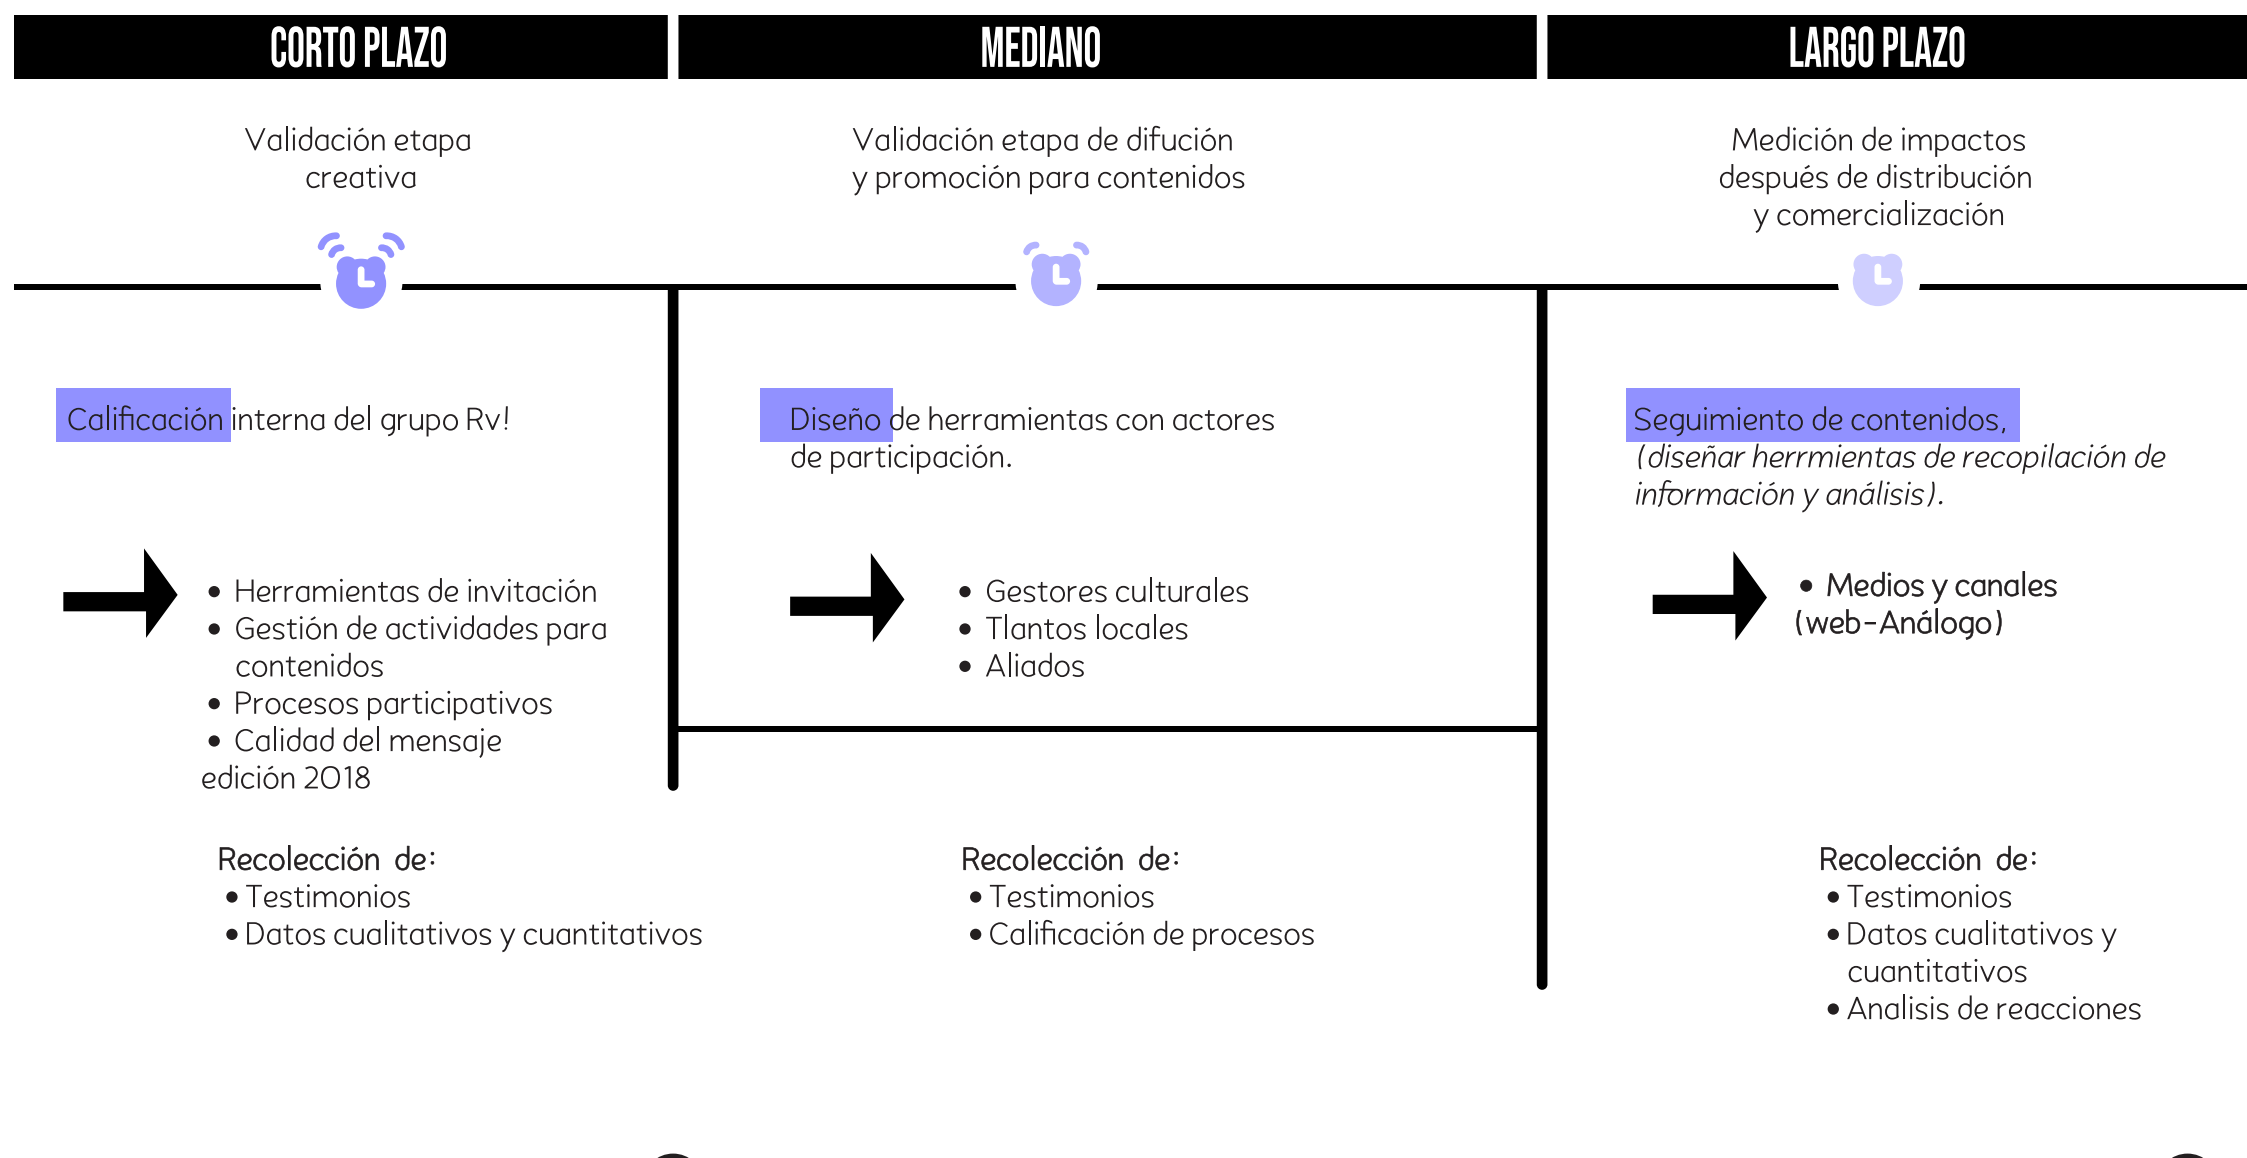 CORTO PLAZO
Validación etapa
creativa
Calificación interna del grupo Rv!
• Herramientas de invitación
• Gestión de actividades para
contenidos
• Procesos participativos
• Calidad del mensaje
edición 2018
Recolección de:
• Testimonios
• Datos cualitativos y cuantitativos
MEDIANO
Validación etapa de difución
y promoción para contenidos
Diseño de herramientas con actores
de participación.
• Gestores culturales
• Tlantos locales
• Aliados
Recolección de:
• Testimonios
• Calificación de procesos
LARGO PLAZO
Medición de impactos
después de distribución
y comercialización
Seguimiento de contenidos,
(diseñar herrmientas de recopilación de
información y análisis).
• Medios y canales
(web-Análogo)
Recolección de:
• Testimonios
• Datos cualitativos y
cuantitativos
• Analisis de reacciones